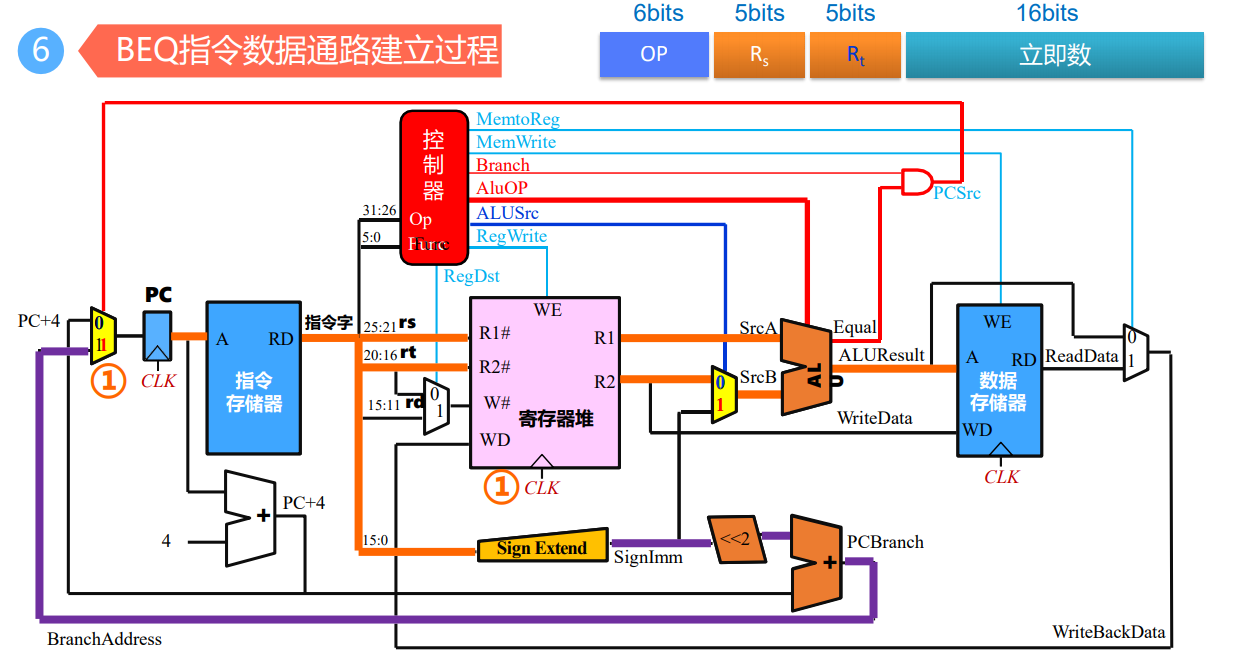 6
BEQ指令数据通路建立过程
6bits 5bits 5bits 16bits
OP Rs Rt 立即数
控制器
Op
Func
31:26
5:0
MemtoReg
MemWrite
Branch
AluOP
ALUSrc
RegWrite
RegDst
PCSrc
PC+4
0
1
①
PC
CLK
A RD
指令
存储器
指令字
25:21 rs
20:16 rt
15:11 rd
0
1
WE
R1# R1
R2# R2
W#
WD
寄存器堆
① CLK
SrcA
SrcB
0
1
ALU
Equal
ALUResult
WriteData
WE
A RD
数据
存储器
WD
CLK
ReadData
0
1
4
+
PC+4
15:0
Sign Extend
SignImm
<<2
+
PCBranch
BranchAddress
WriteBackData